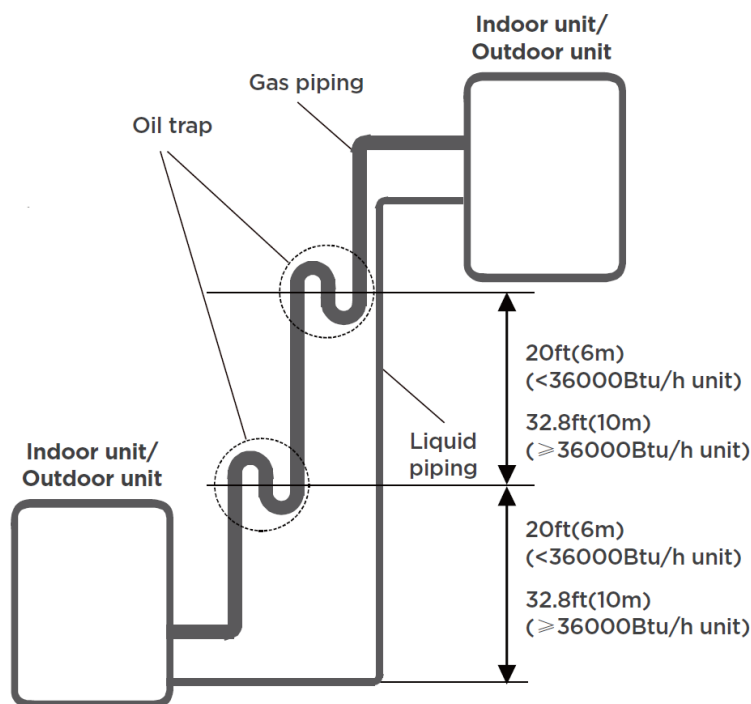 Indoor unit/
Outdoor unit
Gas piping
Oil trap
20ft(6m)
(<36000Btu/h unit)
32.8ft(10m)
(≥36000Btu/h unit)
Liquid
piping
Indoor unit/
Outdoor unit
20ft(6m)
(<36000Btu/h unit)
32.8ft(10m)
(≥36000Btu/h unit)